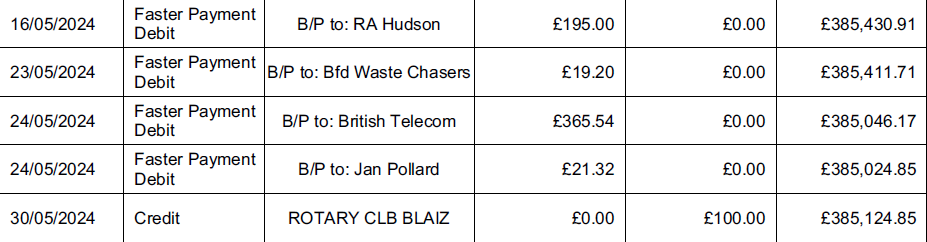 16/05/2024 Faster Payment Debit B/P to: RA Hudson £195.00 £0.00 £385,430.91
23/05/2024 Faster Payment Debit B/P to: Bfd Waste Chasers £19.20 £0.00 £385,411.71
24/05/2024 Faster Payment Debit B/P to: British Telecom £365.54 £0.00 £385,046.17
24/05/2024 Faster Payment Debit B/P to: Jan Pollard £21.32 £0.00 £385,024.85
30/05/2024 Credit ROTARY CLB BLAIZ £0.00 £100.00 £385,124.85